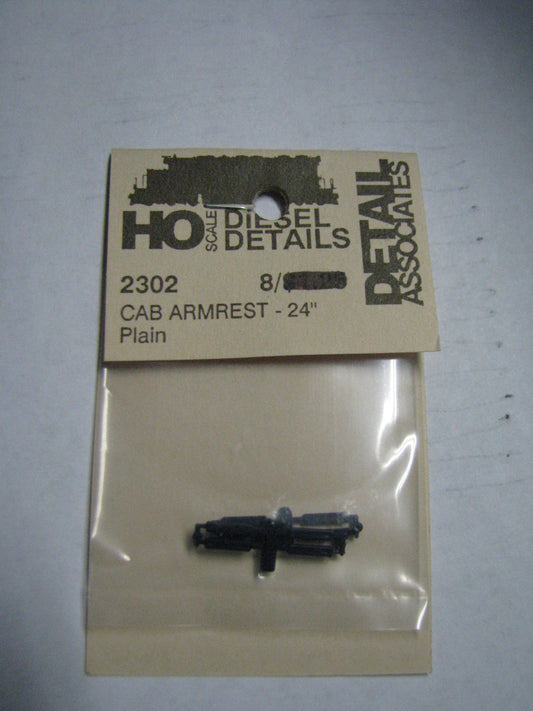 HO SCALE DIESEL DETAILS
DETAIL ASSOCIATES
2302 8/
CAB ARMREST - 24"
Plain